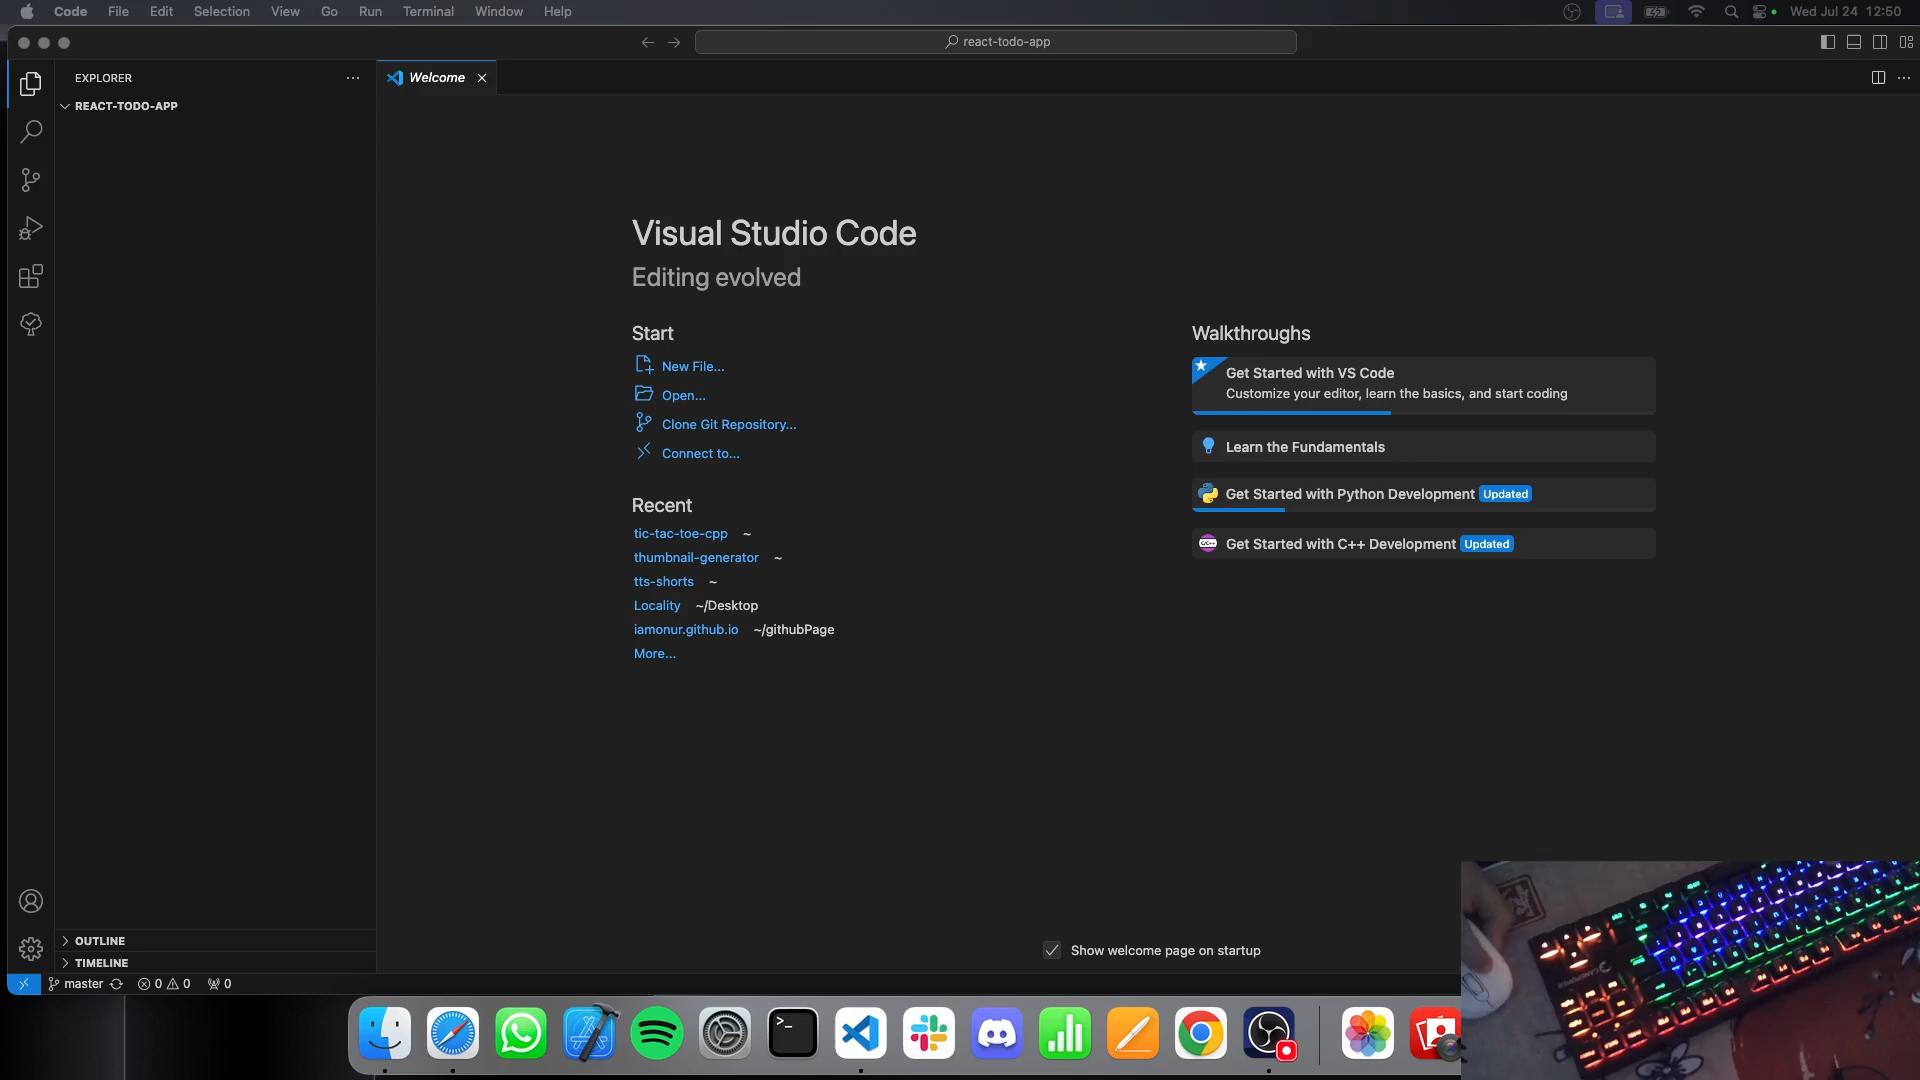 Code File Edit Selection View Go Run Terminal Window Help Wed Jul 24 12:50
react-todo-app
EXPLORER
Welcome
REACT-TODO-APP
Visual Studio Code
Editing evolved
Start
New File...
Open...
Clone Git Repository...
Connect to...
Recent
tic-tac-toe-cpp ~
thumbnail-generator ~
tts-shorts ~
Locality ~/Desktop
iamonur.github.io ~/githubPage
More...
Walkthroughs
Get Started with VS Code
Customize your editor, learn the basics, and start coding
Learn the Fundamentals
Get Started with Python Development Updated
Get Started with C++ Development Updated
Show welcome page on startup
OUTLINE
TIMELINE
master 0 0 0